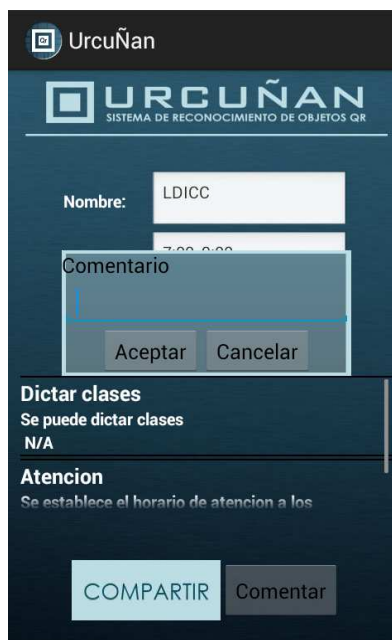 UrcuÑan
URCUÑAN
SISTEMA DE RECONOCIMIENTO DE OBJETOS QR
Nombre:
LDICC
Comentario
Aceptar Cancelar
Dictar clases
Se puede dictar clases
N/A
Atencion
Se establece el horario de atencion a los
COMPARTIR Comentar